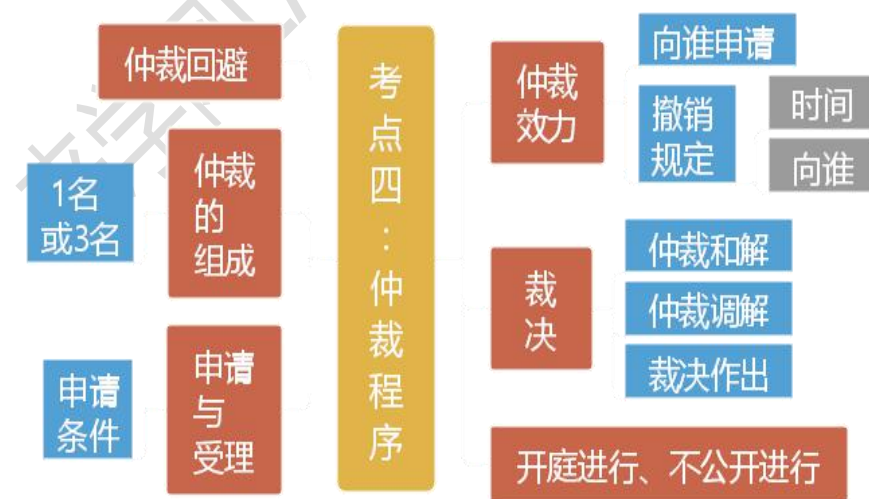 仲裁回避
仲裁
的
组成
1名
或3名
申请
与
受理
申请
条件
考
点
四
：
仲
裁
程
序
仲裁
效力
向谁申请
撤销
规定
时间
向谁
裁
决
仲裁和解
仲裁调解
裁决作出
开庭进行、不公开进行